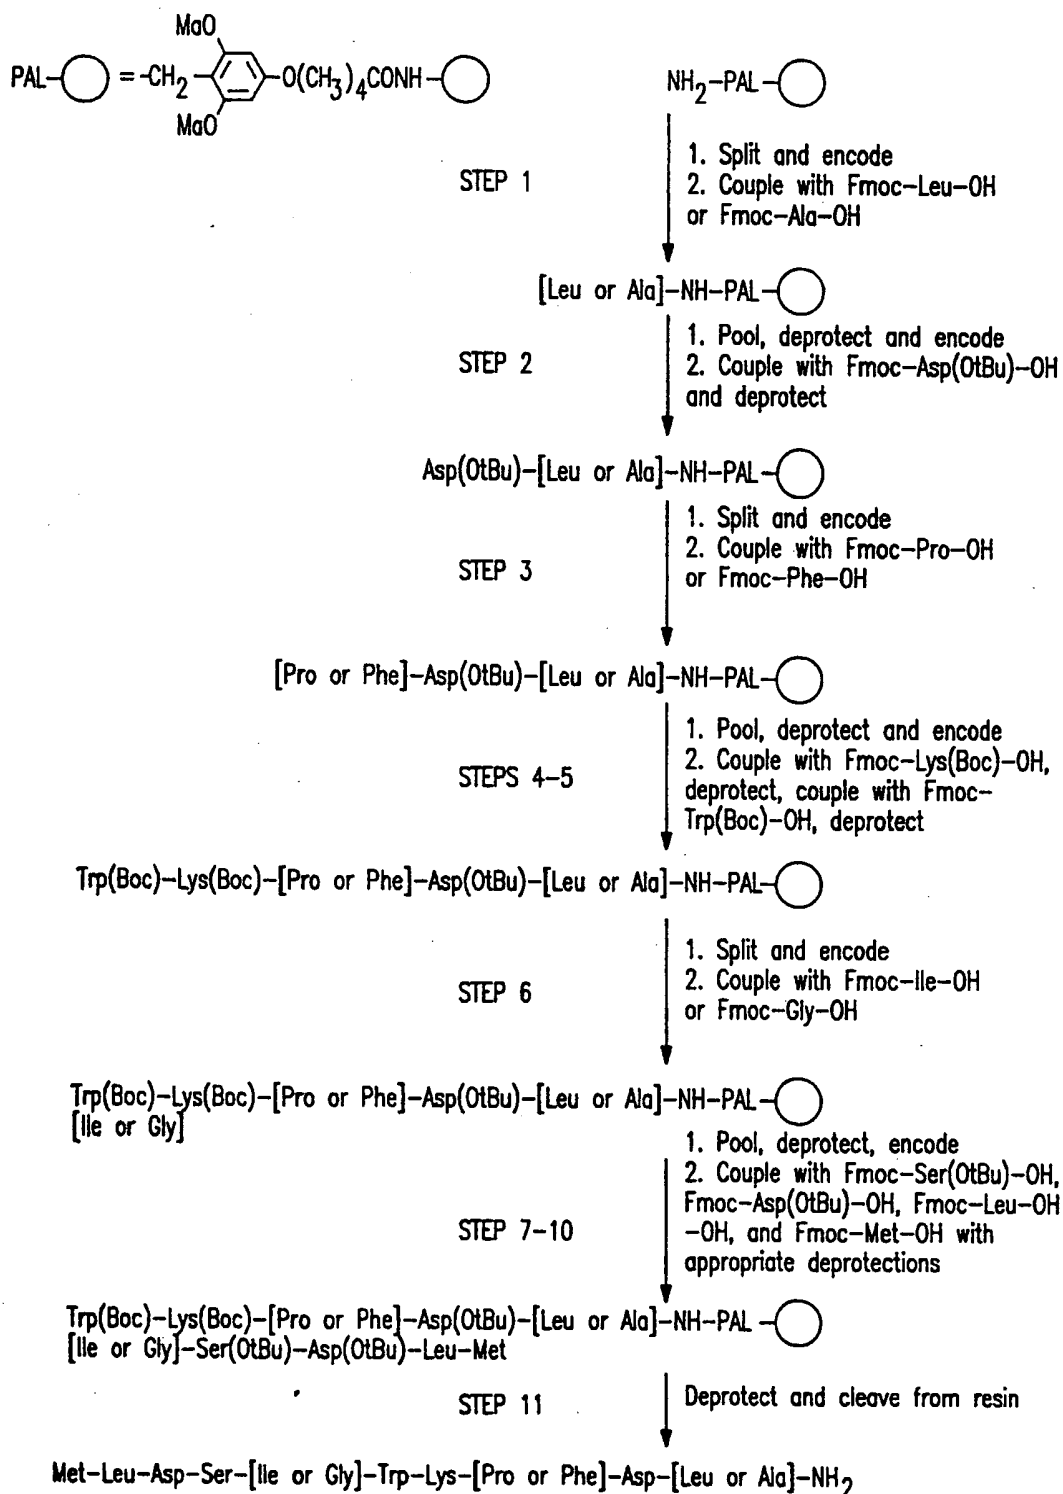 MaO
PAL-◯ = -CH2-O(CH3)4CONH-◯
MaO
NH2-PAL-◯
STEP 1
1. Split and encode
2. Couple with Fmoc-Leu-OH
or Fmoc-Ala-OH
[Leu or Ala]-NH-PAL-◯
STEP 2
1. Pool, deprotect and encode
2. Couple with Fmoc-Asp(OtBu)-OH
and deprotect
Asp(OtBu)-[Leu or Ala]-NH-PAL-◯
STEP 3
1. Split and encode
2. Couple with Fmoc-Pro-OH
or Fmoc-Phe-OH
[Pro or Phe]-Asp(OtBu)-[Leu or Ala]-NH-PAL-◯
STEPS 4-5
1. Pool, deprotect and encode
2. Couple with Fmoc-Lys(Boc)-OH,
deprotect, couple with Fmoc-
Trp(Boc)-OH, deprotect
Trp(Boc)-Lys(Boc)-[Pro or Phe]-Asp(OtBu)-[Leu or Ala]-NH-PAL-◯
STEP 6
1. Split and encode
2. Couple with Fmoc-Ile-OH
or Fmoc-Gly-OH
Trp(Boc)-Lys(Boc)-[Pro or Phe]-Asp(OtBu)-[Leu or Ala]-NH-PAL-◯
[Ile or Gly]
STEP 7-10
1. Pool, deprotect, encode
2. Couple with Fmoc-Ser(OtBu)-OH,
Fmoc-Asp(OtBu)-OH, Fmoc-Leu-OH
-OH, and Fmoc-Met-OH with
appropriate deprotections
Trp(Boc)-Lys(Boc)-[Pro or Phe]-Asp(OtBu)-[Leu or Ala]-NH-PAL-◯
[Ile or Gly]-Ser(OtBu)-Asp(OtBu)-Leu-Met
STEP 11
Deprotect and cleave from resin
Met-Leu-Asp-Ser-[Ile or Gly]-Trp-Lys-[Pro or Phe]-Asp-[Leu or Ala]-NH2